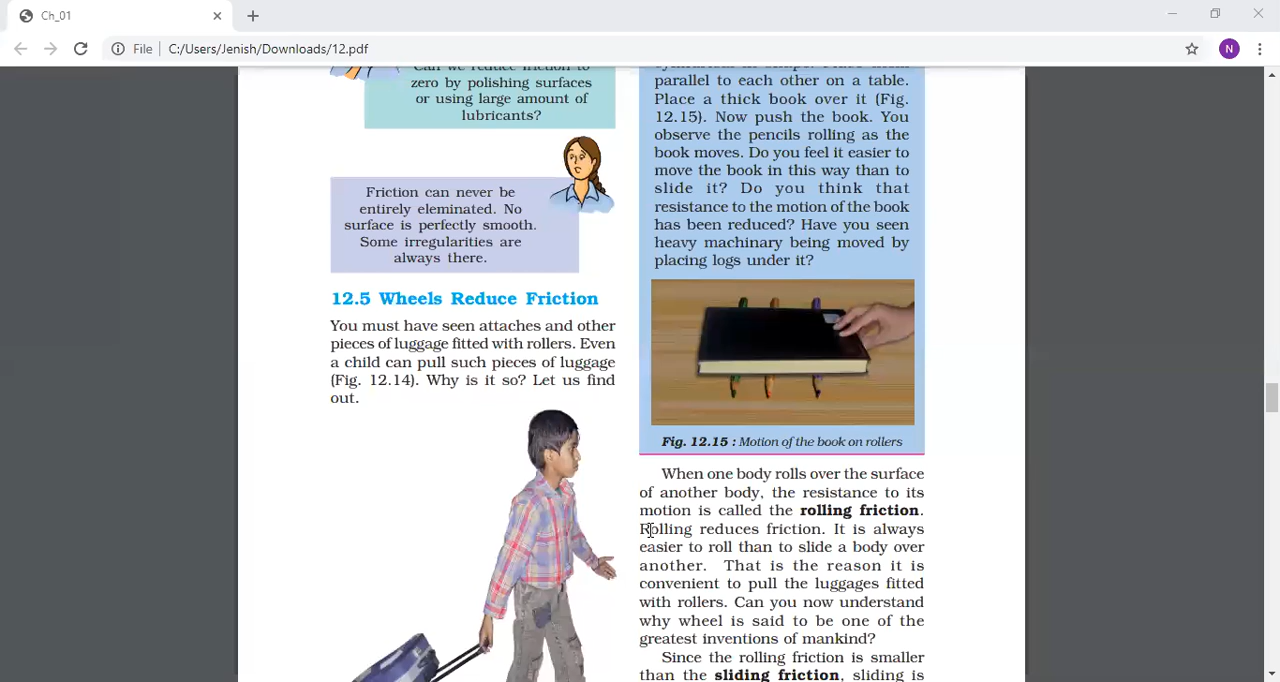 Ch_01
File
C:/Users/Jenish/Downloads/12.pdf
N
Can we reduce friction to
zero by polishing surfaces
or using large amount of
lubricants?
Friction can never be
entirely eleminated. No
surface is perfectly smooth.
Some irregularities are
always there.
12.5 Wheels Reduce Friction
You must have seen attaches and other
pieces of luggage fitted with rollers. Even
a child can pull such pieces of luggage
(Fig. 12.14). Why is it so? Let us find
out.
parallel to each other on a table.
Place a thick book over it (Fig.
12.15). Now push the book. You
observe the pencils rolling as the
book moves. Do you feel it easier to
move the book in this way than to
slide it? Do you think that
resistance to the motion of the book
has been reduced? Have you seen
heavy machinary being moved by
placing logs under it?
Fig. 12.15 : Motion of the book on rollers
When one body rolls over the surface
of another body, the resistance to its
motion is called the rolling friction.
Rolling reduces friction. It is always
easier to roll than to slide a body over
another. That is the reason it is
convenient to pull the luggages fitted
with rollers. Can you now understand
why wheel is said to be one of the
greatest inventions of mankind?
Since the rolling friction is smaller
than the sliding friction, sliding is